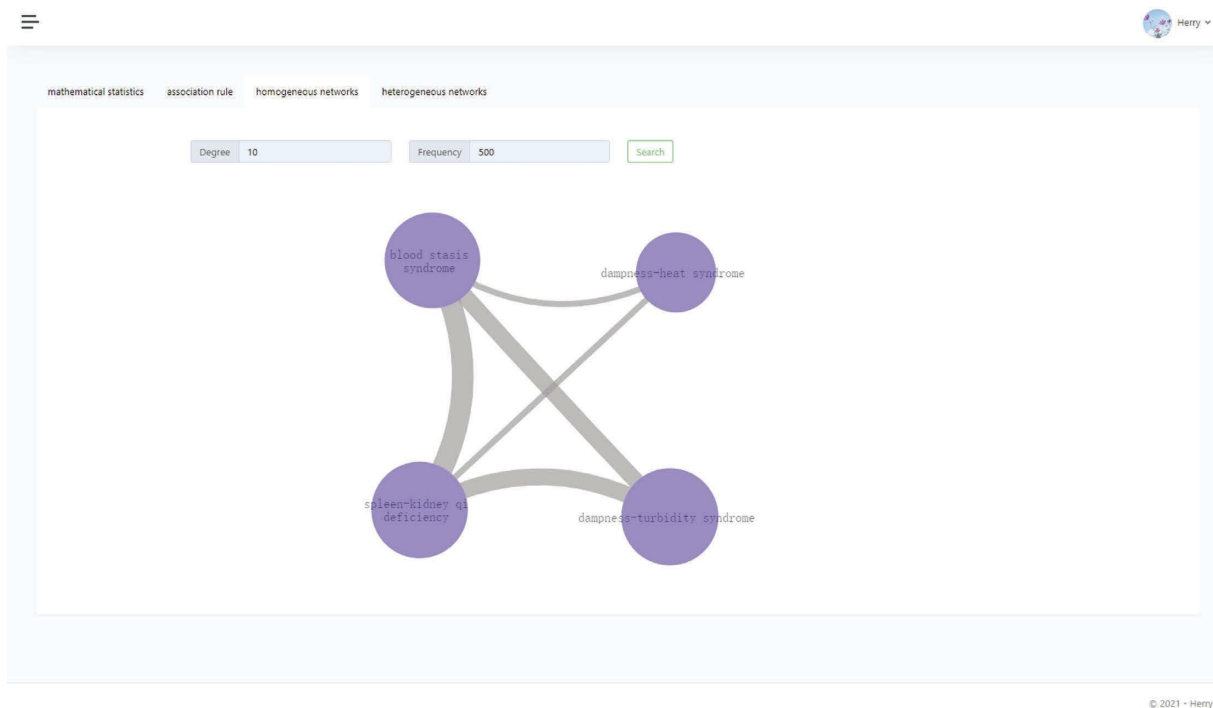 Herry
mathematical statistics association rule homogeneous networks heterogeneous networks
Degree 10 Frequency 500 Search
blood stasis
syndrome
dampness-heat syndrome
spleen-kidney qi
deficiency
dampness-turbidity syndrome
© 2021 - Herry